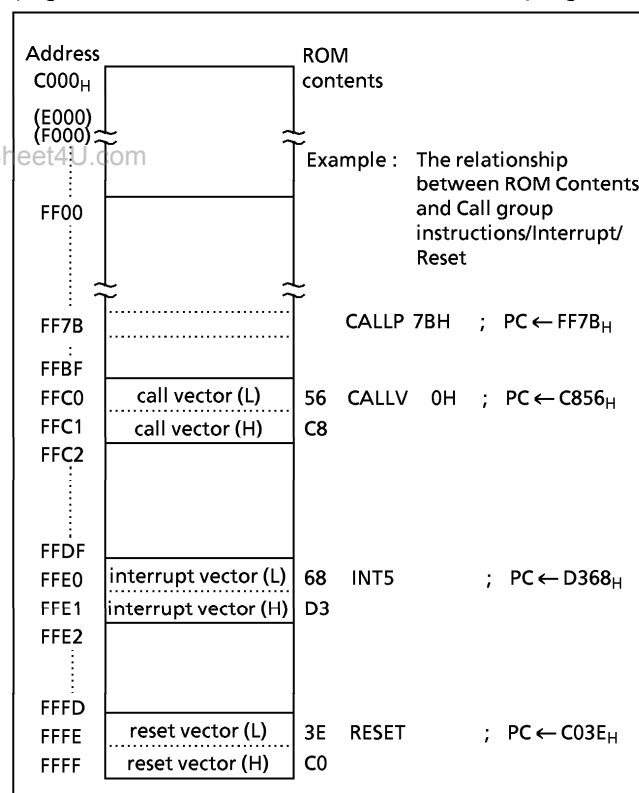 Address ROM
C000H contents
(E000)
(F000)
heet4U.com
Example : The relationship
between ROM Contents
and Call group
instructions/Interrupt/
Reset
FF00
FF7B CALLP 7BH ; PC ← FF7BH
FFBF
FFC0 call vector (L) 56 CALLV 0H ; PC ← C856H
FFC1 call vector (H) C8
FFC2
FFDF
FFE0 interrupt vector (L) 68 INT5 ; PC ← D368H
FFE1 interrupt vector (H) D3
FFE2
FFFD
FFFE reset vector (L) 3E RESET ; PC ← C03EH
FFFF reset vector (H) C0